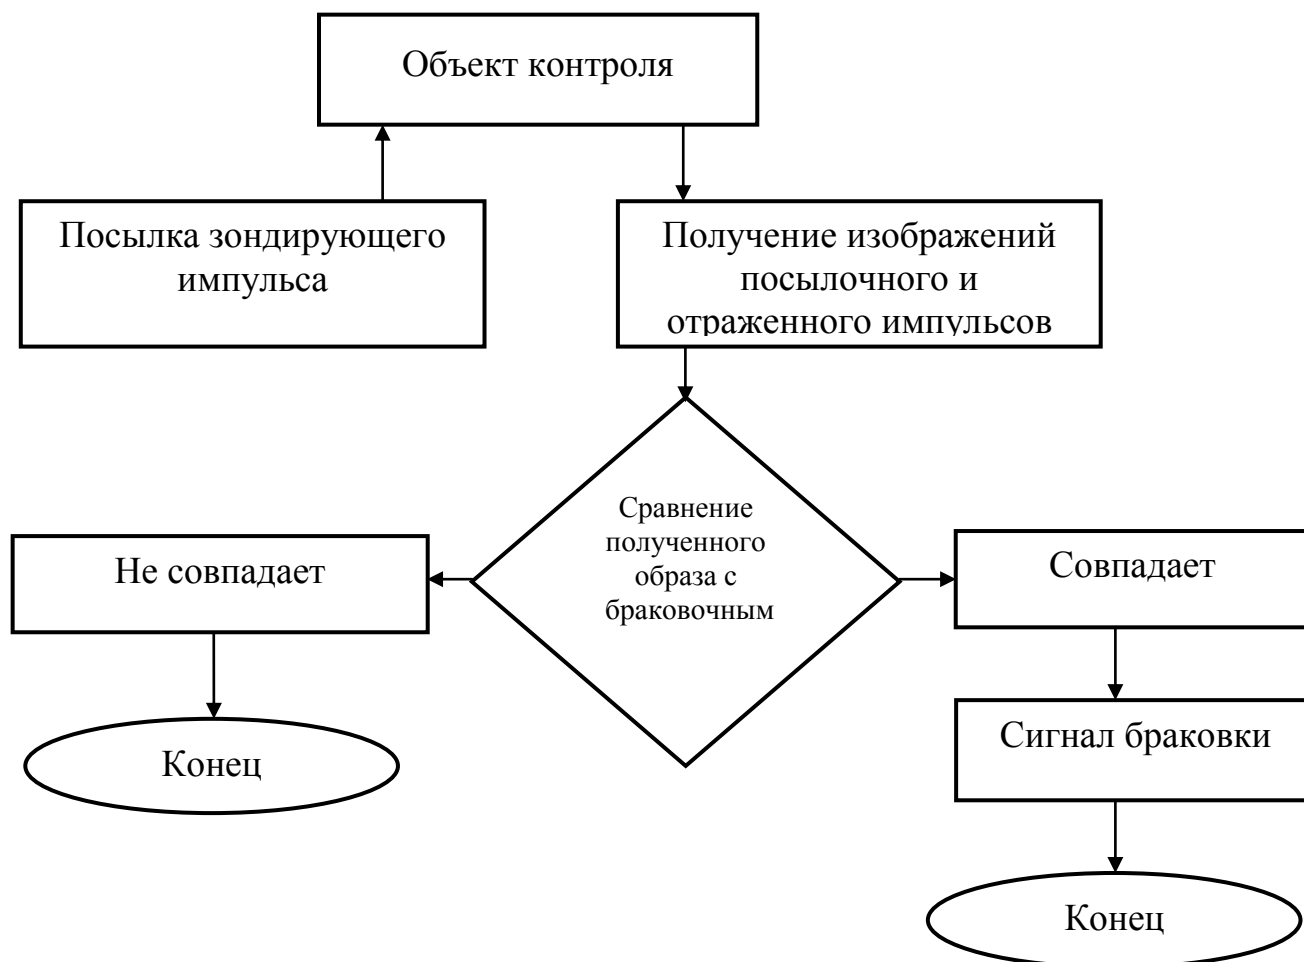 Объект контроля
Посылка зондирующего
импульса
Получение изображений
посылочного и
отраженного импульсов
Сравнение
полученного
образа с
браковочным
Не совпадает
Совпадает
Сигнал браковки
Конец
Конец